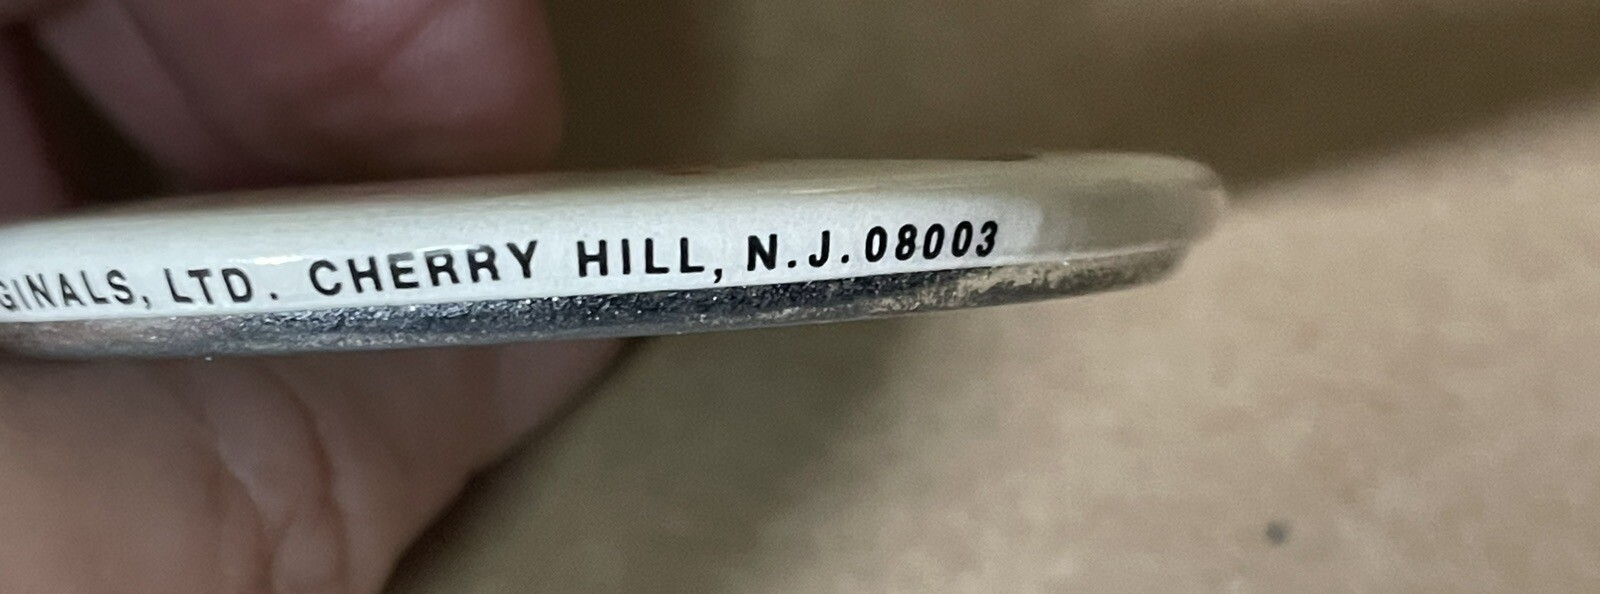 GINALS, LTD. CHERRY HILL, N.J. 08003